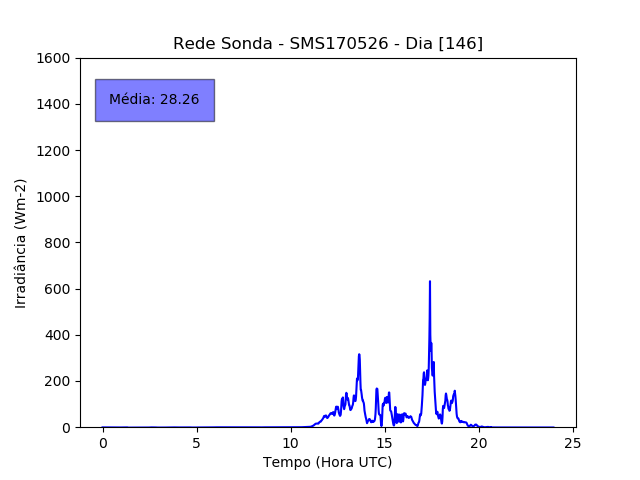 Rede Sonda - SMS170526 - Dia [146]
Média: 28.26
Irradiância (Wm-2)
1600
1400
1200
1000
800
600
400
200
0
0 5 10 15 20 25
Tempo (Hora UTC)